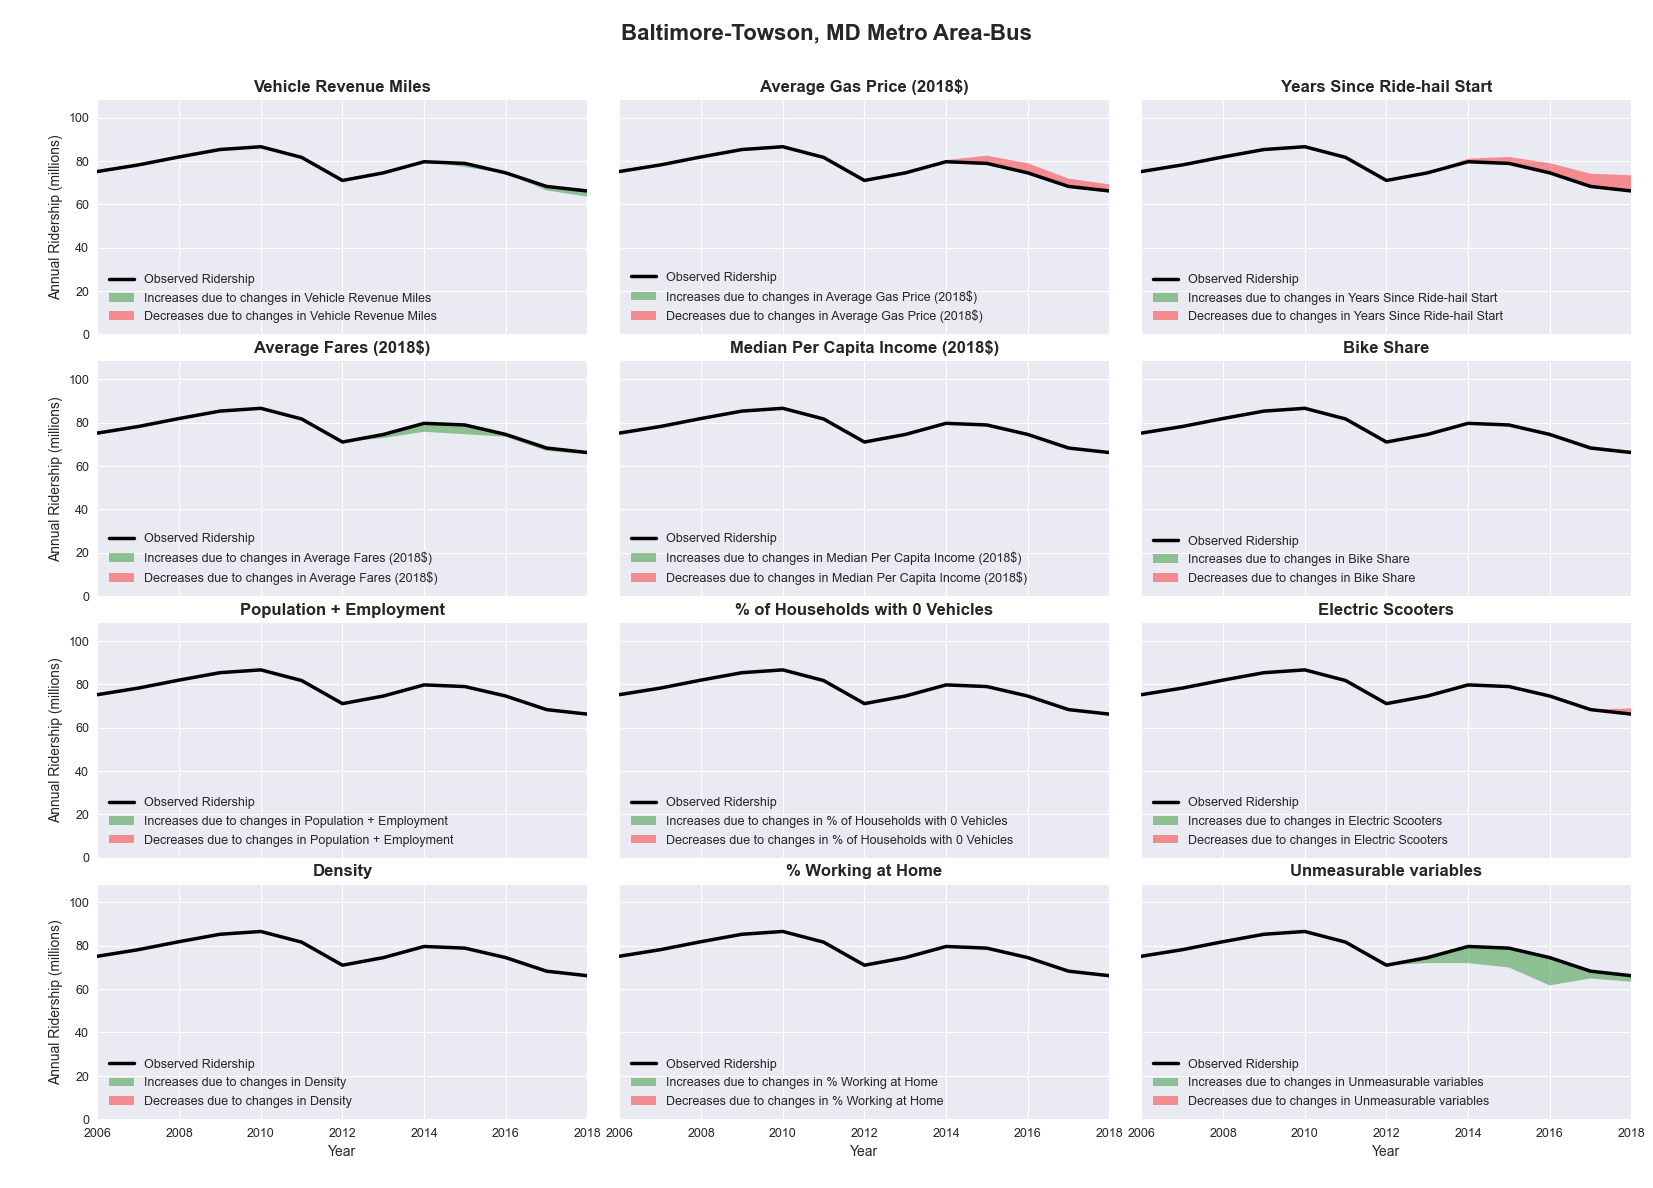 Baltimore-Towson, MD Metro Area-Bus
Vehicle Revenue Miles
Annual Ridership (millions)
100
80
60
40
20
0
Observed Ridership
Increases due to changes in Vehicle Revenue Miles
Decreases due to changes in Vehicle Revenue Miles
Average Gas Price (2018$)
Observed Ridership
Increases due to changes in Average Gas Price (2018$)
Decreases due to changes in Average Gas Price (2018$)
Years Since Ride-hail Start
Observed Ridership
Increases due to changes in Years Since Ride-hail Start
Decreases due to changes in Years Since Ride-hail Start
Average Fares (2018$)
Annual Ridership (millions)
100
80
60
40
20
0
Observed Ridership
Increases due to changes in Average Fares (2018$)
Decreases due to changes in Average Fares (2018$)
Median Per Capita Income (2018$)
Observed Ridership
Increases due to changes in Median Per Capita Income (2018$)
Decreases due to changes in Median Per Capita Income (2018$)
Bike Share
Observed Ridership
Increases due to changes in Bike Share
Decreases due to changes in Bike Share
Population + Employment
Annual Ridership (millions)
100
80
60
40
20
0
Observed Ridership
Increases due to changes in Population + Employment
Decreases due to changes in Population + Employment
% of Households with 0 Vehicles
Observed Ridership
Increases due to changes in % of Households with 0 Vehicles
Decreases due to changes in % of Households with 0 Vehicles
Electric Scooters
Observed Ridership
Increases due to changes in Electric Scooters
Decreases due to changes in Electric Scooters
Density
Annual Ridership (millions)
100
80
60
40
20
0
Observed Ridership
Increases due to changes in Density
Decreases due to changes in Density
2006 2008 2010 2012 2014 2016 2018
Year
% Working at Home
Observed Ridership
Increases due to changes in % Working at Home
Decreases due to changes in % Working at Home
2006 2008 2010 2012 2014 2016 2018
Year
Unmeasurable variables
Observed Ridership
Increases due to changes in Unmeasurable variables
Decreases due to changes in Unmeasurable variables
2006 2008 2010 2012 2014 2016 2018
Year